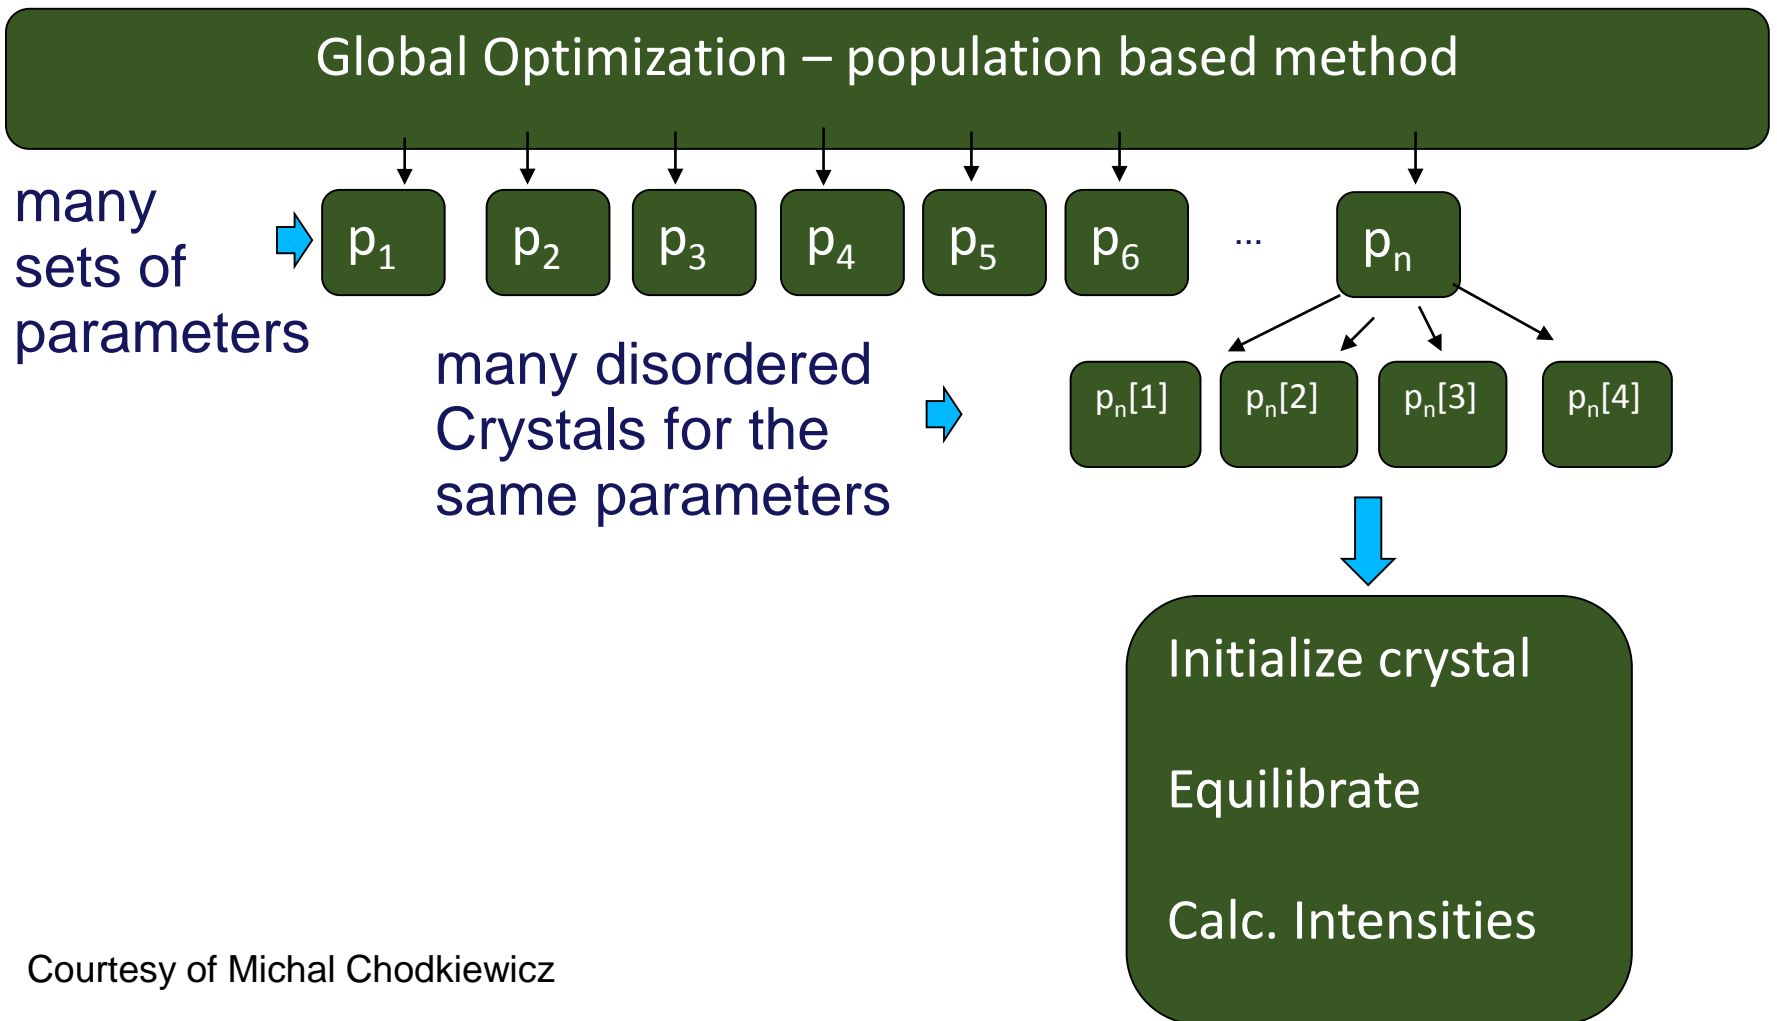 Global Optimization – population based method
many
sets of
parameters
p1 p2 p3 p4 p5 p6 ... pn
many disordered
Crystals for the
same parameters
pn[1] pn[2] pn[3] pn[4]
Initialize crystal
Equilibrate
Calc. Intensities
Courtesy of Michal Chodkiewicz